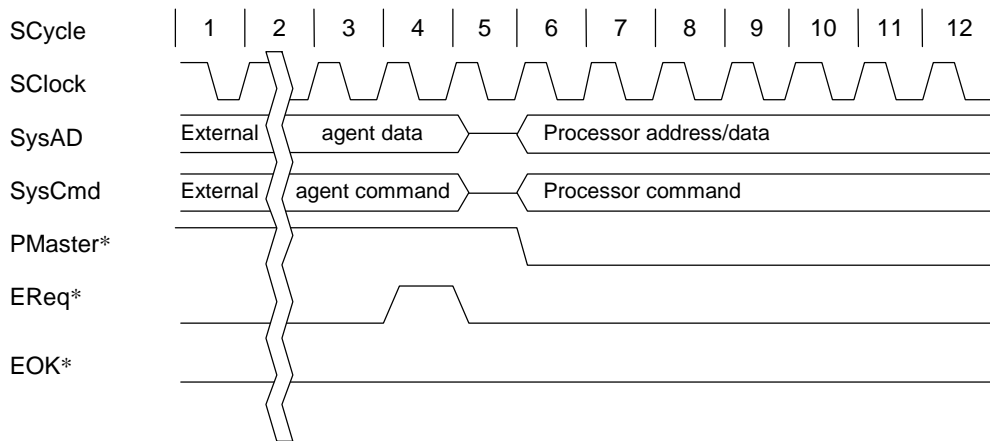 SCycle 1 2 3 4 5 6 7 8 9 10 11 12
SClock
SysAD External agent data Processor address/data
SysCmd External agent command Processor command
PMaster*
EReq*
EOK*